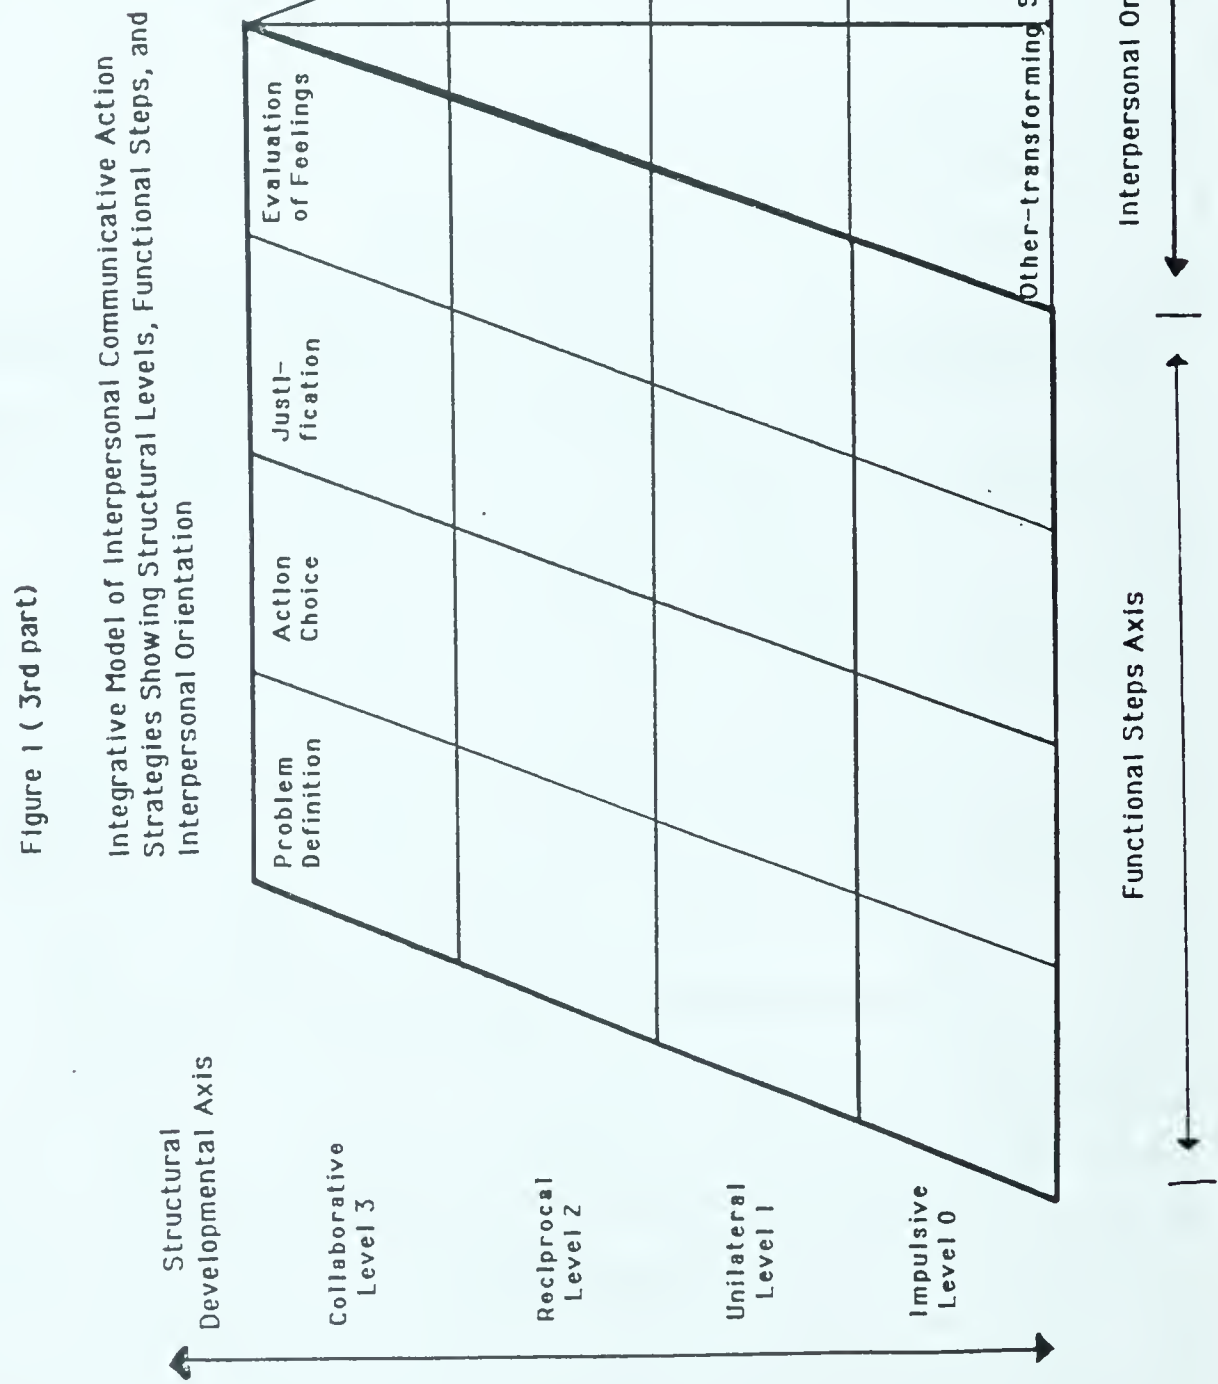 Figure 1 ( 3rd part)
Integrative Model of Interpersonal Communicative Action
Strategies Showing Structural Levels, Functional Steps, and
Interpersonal Orientation
Structural
Developmental Axis
Collaborative
Level 3
Reciprocal
Level 2
Unilateral
Level 1
Impulsive
Level 0
Problem
Definition
Action
Choice
Justi-
fication
Evaluation
of Feelings
Other-transforming S
Functional Steps Axis
Interpersonal Or